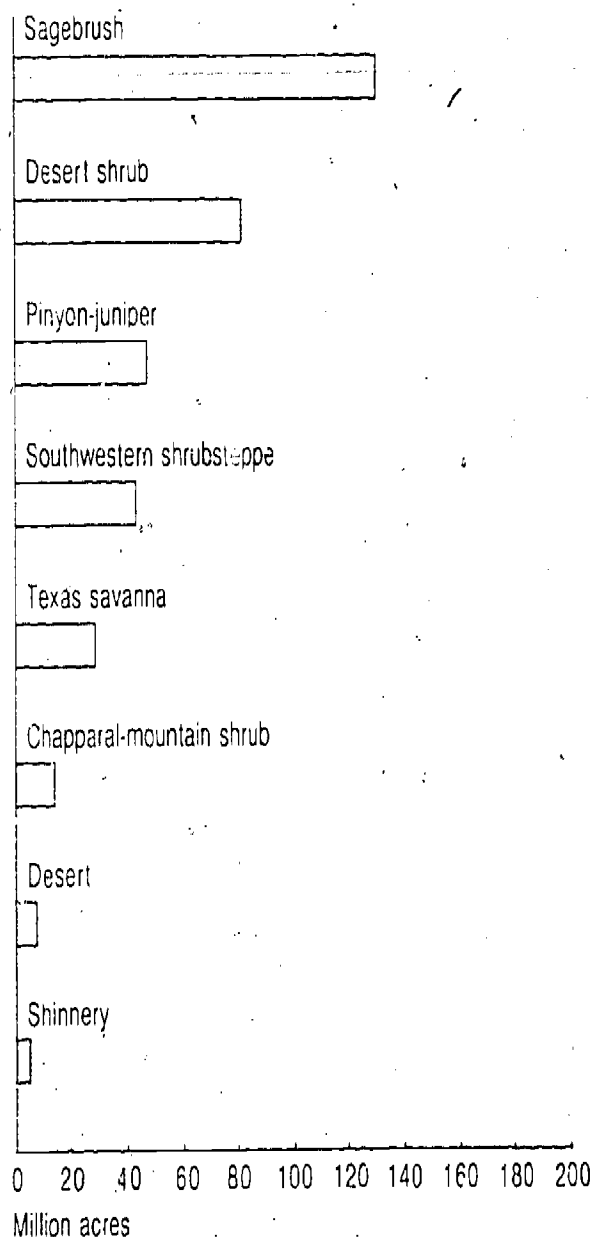 Sagebrush
Desert shrub
Pinyon-juniper
Southwestern shrubsteppe
Texas savanna
Chapparal-mountain shrub
Desert
Shinnery
0 20 40 60 80 100 120 140 160 180 200
Million acres